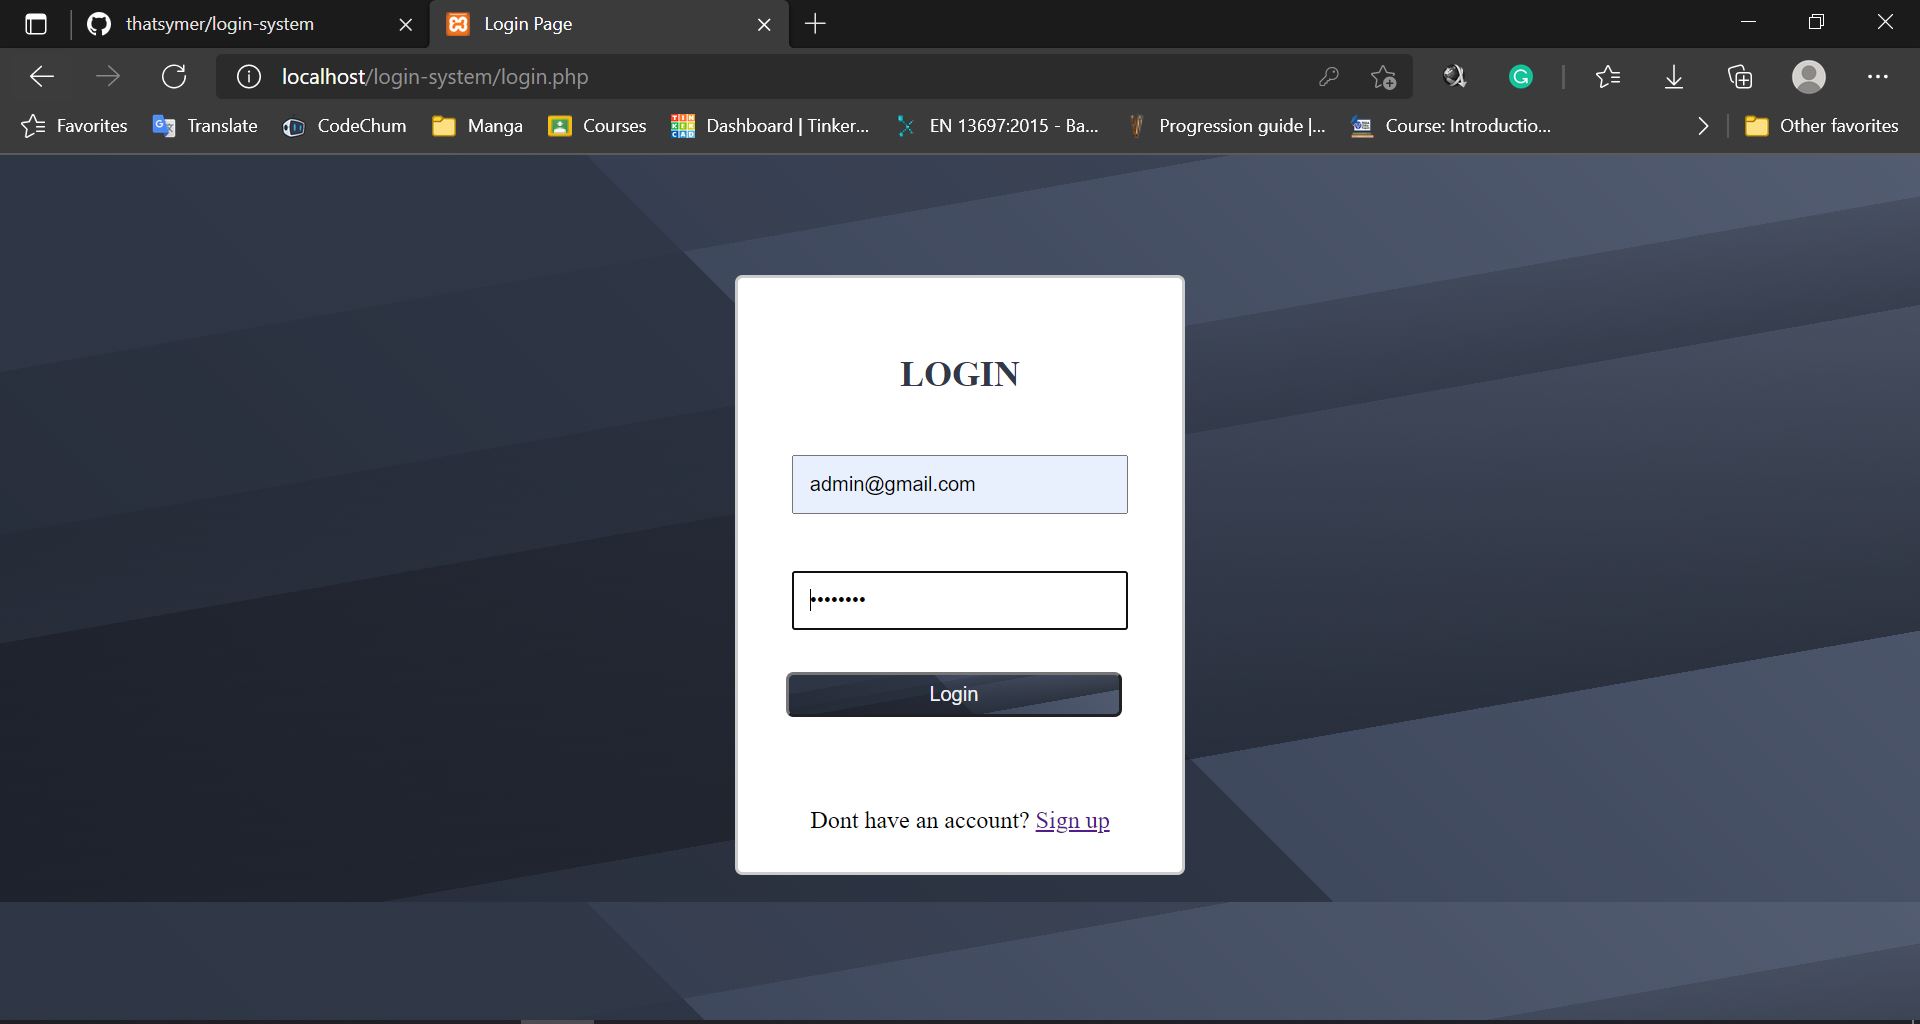 thatsymer/login-system
Login Page
localhost/login-system/login.php
Favorites
Translate
CodeChum
Manga
Courses
Dashboard | Tinker...
EN 13697:2015 - Ba...
Progression guide |...
Course: Introductio...
Other favorites
LOGIN
admin@gmail.com
••••••••
Login
Dont have an account? Sign up